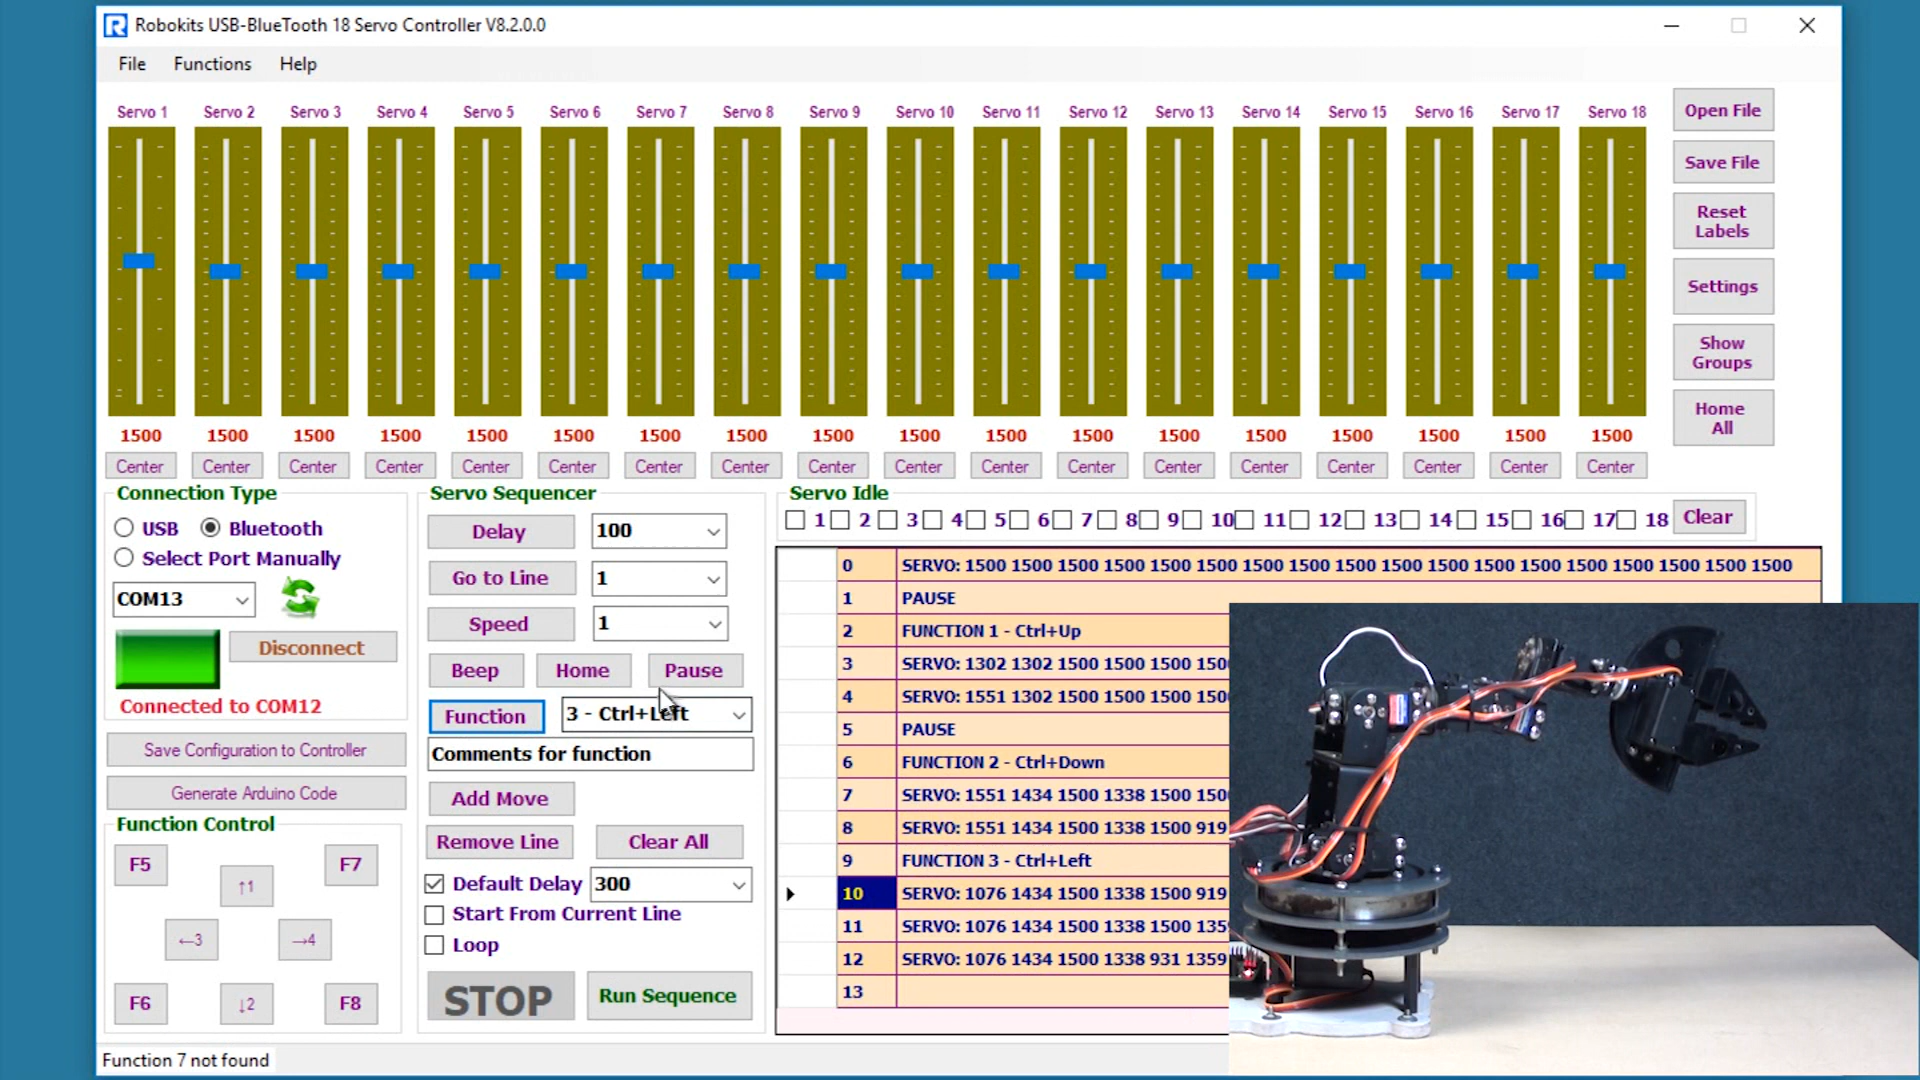 Robokits USB-BlueTooth 18 Servo Controller V8.2.0.0
File Functions Help
Servo 1 Servo 2 Servo 3 Servo 4 Servo 5 Servo 6 Servo 7 Servo 8 Servo 9 Servo 10 Servo 11 Servo 12 Servo 13 Servo 14 Servo 15 Servo 16 Servo 17 Servo 18
Open File
Save File
Reset
Labels
Settings
Show
Groups
Home
All
1500 1500 1500 1500 1500 1500 1500 1500 1500 1500 1500 1500 1500 1500 1500 1500 1500 1500
Center Center Center Center Center Center Center Center Center Center Center Center Center Center Center Center Center Center
Connection Type
USB Bluetooth
Select Port Manually
COM13
Disconnect
Connected to COM12
Save Configuration to Controller
Generate Arduino Code
Function Control
F5 F7
↑1
←3 →4
F6 ↓2 F8
Servo Sequencer
Delay 100
Go to Line 1
Speed 1
Beep Home Pause
Function 3 - Ctrl+Left
Comments for function
Add Move
Remove Line Clear All
Default Delay 300
Start From Current Line
Loop
STOP Run Sequence
Servo Idle
1 2 3 4 5 6 7 8 9 10 11 12 13 14 15 16 17 18 Clear
0 SERVO: 1500 1500 1500 1500 1500 1500 1500 1500 1500 1500 1500 1500 1500 1500 1500 1500 1500 1500
1 PAUSE
2 FUNCTION 1 - Ctrl+Up
3 SERVO: 1302 1302 1500 1500 1500 150
4 SERVO: 1551 1302 1500 1500 1500 150
5 PAUSE
6 FUNCTION 2 - Ctrl+Down
7 SERVO: 1551 1434 1500 1338 1500 150
8 SERVO: 1551 1434 1500 1338 1500 919
9 FUNCTION 3 - Ctrl+Left
10 SERVO: 1076 1434 1500 1338 1500 919
11 SERVO: 1076 1434 1500 1338 1500 135
12 SERVO: 1076 1434 1500 1338 931 1359
13
Function 7 not found